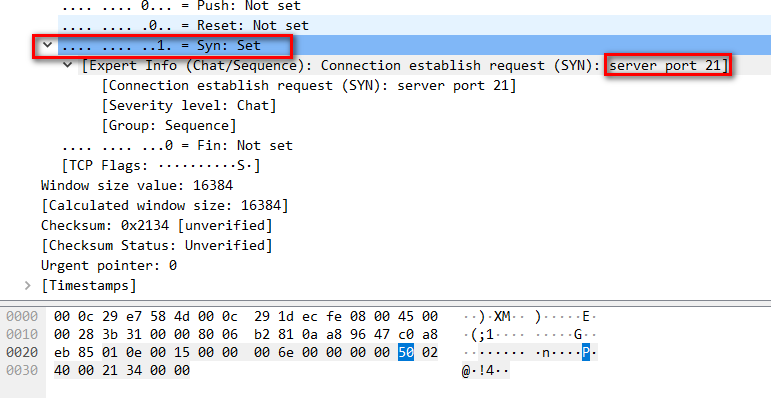 .... .... 0... = Push: Not set
.... .... .0.. = Reset: Not set
.... .... ..1. = Syn: Set
[Expert Info (Chat/Sequence): Connection establish request (SYN): server port 21]
[Connection establish request (SYN): server port 21]
[Severity level: Chat]
[Group: Sequence]
.... .... ...0 = Fin: Not set
[TCP Flags: ··········S·]
Window size value: 16384
[Calculated window size: 16384]
Checksum: 0x2134 [unverified]
[Checksum Status: Unverified]
Urgent pointer: 0
[Timestamps]
0000 00 0c 29 e7 58 4d 00 0c 29 1d ec fe 08 00 45 00 ··)·XM·· )·····E·
0010 00 28 3b 31 00 00 80 06 b2 81 0a a8 96 47 c0 a8 ·(;1···· ·····G··
0020 eb 85 01 0e 00 15 00 00 00 6e 00 00 00 00 50 02 ········ ·n····P·
0030 40 00 21 34 00 00 @·!4··